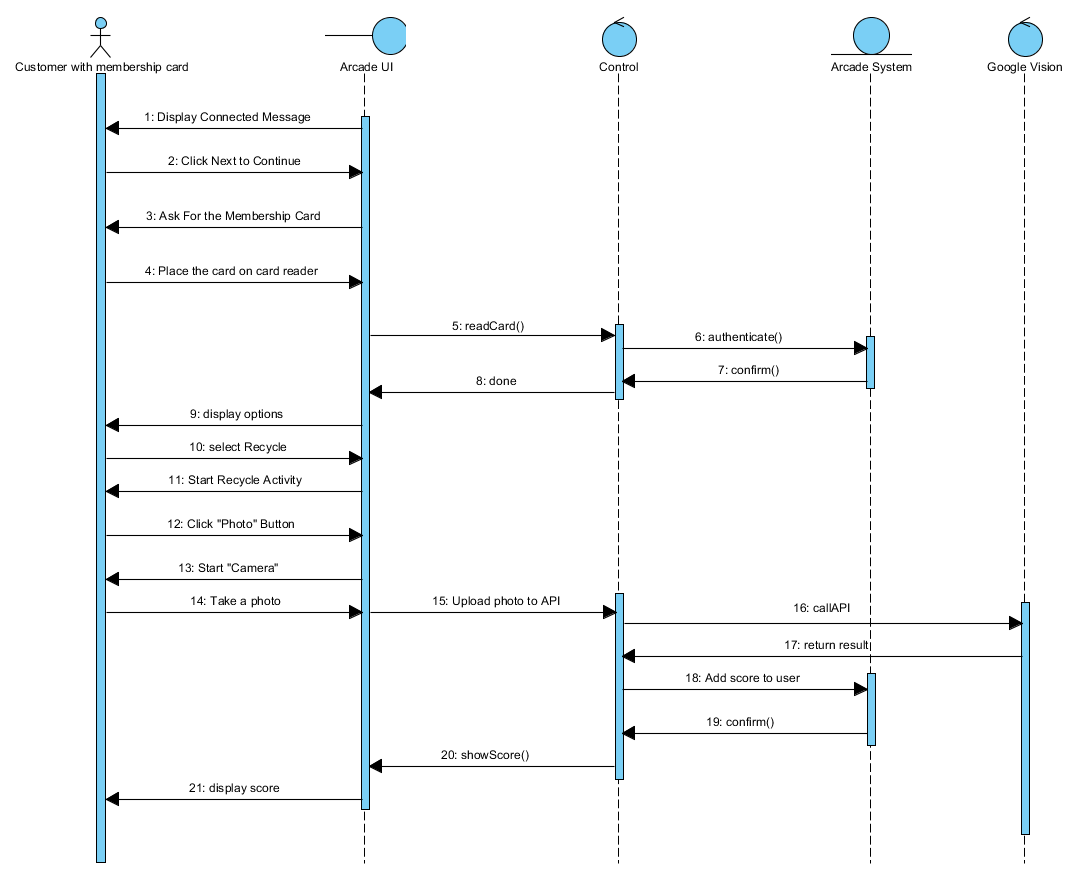 Customer with membership card
Arcade UI
Control
Arcade System
Google Vision
1: Display Connected Message
2: Click Next to Continue
3: Ask For the Membership Card
4: Place the card on card reader
5: readCard()
6: authenticate()
7: confirm()
8: done
9: display options
10: select Recycle
11: Start Recycle Activity
12: Click "Photo" Button
13: Start "Camera"
14: Take a photo
15: Upload photo to API
16: callAPI
17: return result
18: Add score to user
19: confirm()
20: showScore()
21: display score